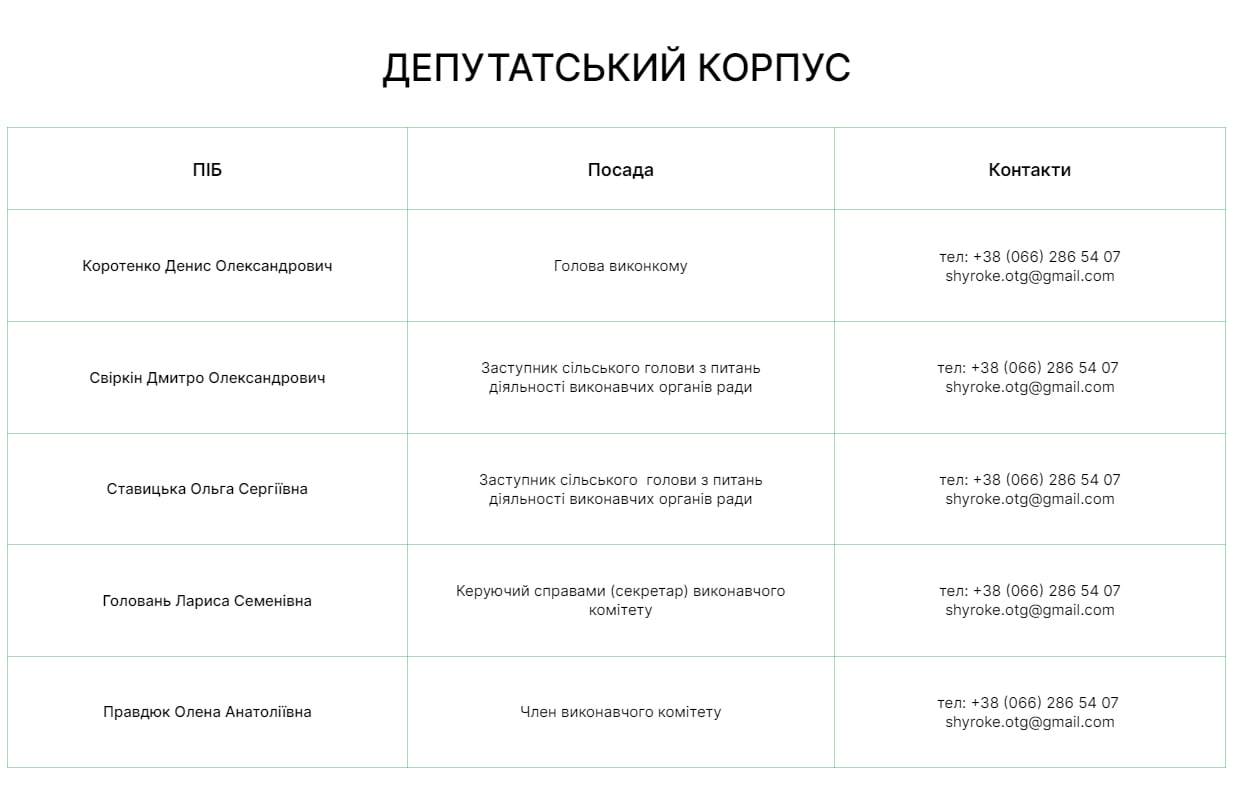 ДЕПУТАТСЬКИЙ КОРПУС
ПІБ
Посада
Контакти
Коротенко Денис Олександрович
Голова виконкому
тел: +38 (066) 286 54 07
shyroke.otg@gmail.com
Свіркін Дмитро Олександрович
Заступник сільського голови з питань
діяльності виконавчих органів ради
тел: +38 (066) 286 54 07
shyroke.otg@gmail.com
Ставицька Ольга Сергіївна
Заступник сільського  голови з питань
діяльності виконавчих органів ради
тел: +38 (066) 286 54 07
shyroke.otg@gmail.com
Головань Лариса Семенівна
Керуючий справами (секретар) виконавчого
комітету
тел: +38 (066) 286 54 07
shyroke.otg@gmail.com
Правдюк Олена Анатоліївна
Член виконавчого комітету
тел: +38 (066) 286 54 07
shyroke.otg@gmail.com